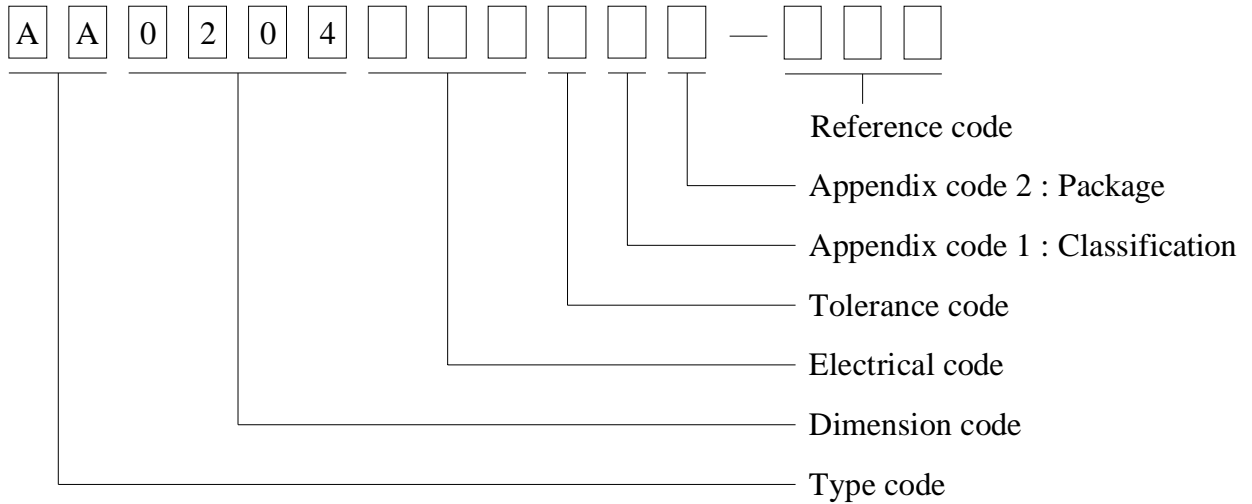 A A 0 2 0 4 —
Reference code
Appendix code 2 : Package
Appendix code 1 : Classification
Tolerance code
Electrical code
Dimension code
Type code